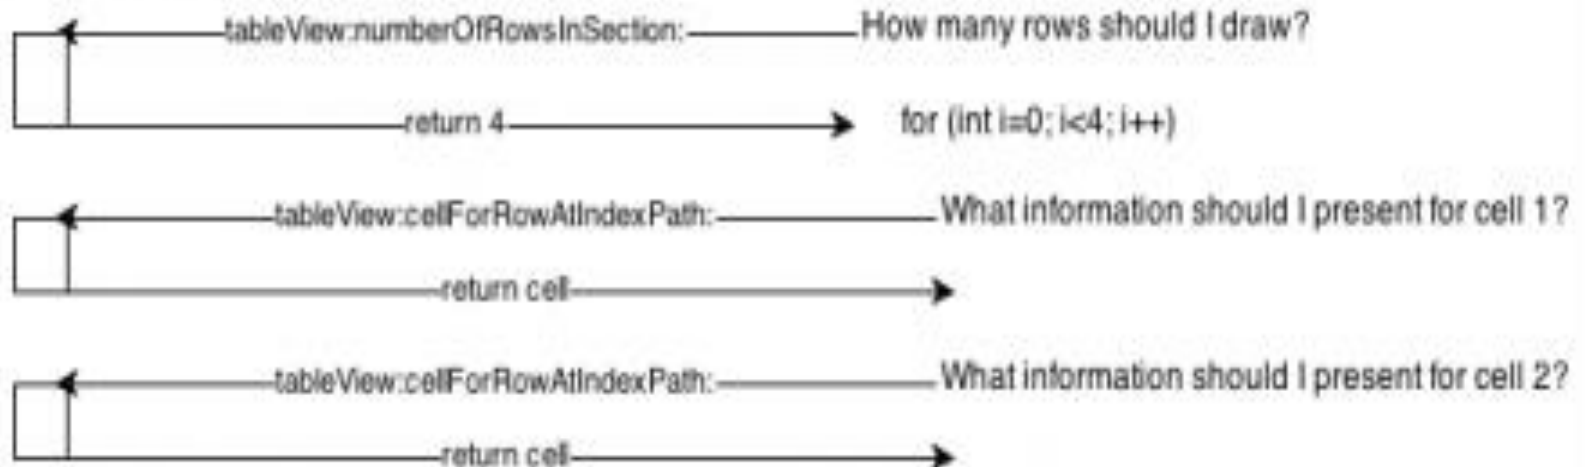 tableView:numberOfRowsInSection: How many rows should I draw?
return 4 for (int i=0; i<4; i++)
tableView:cellForRowAtIndexPath: What information should I present for cell 1?
return cell
tableView:cellForRowAtIndexPath: What information should I present for cell 2?
return cell